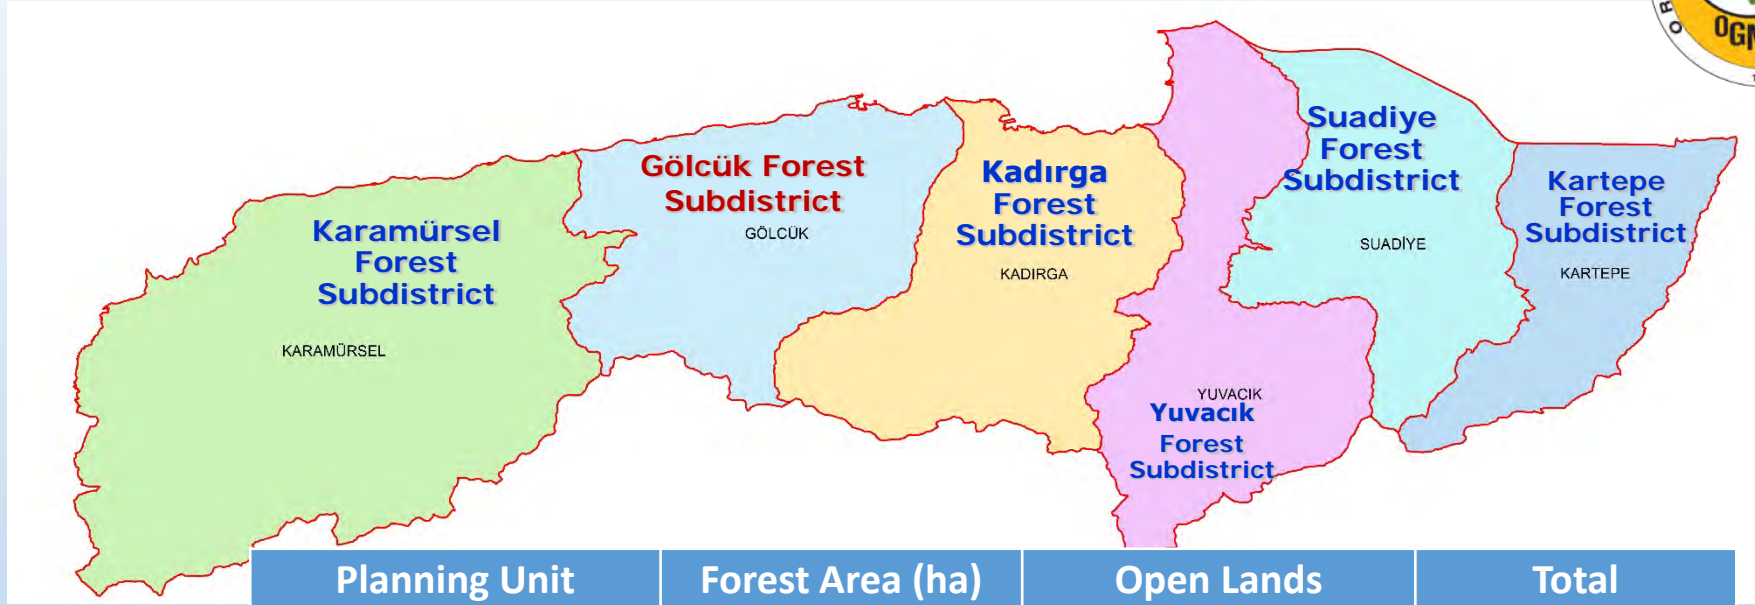 OGM
Suadiye
Forest
Subdistrict
SUADİYE
Gölcük Forest
Subdistrict
GÖLCÜK
Kadırga
Forest
Subdistrict
KADIRGA
Kartepe
Forest
Subdistrict
KARTEPE
Karamürsel
Forest
Subdistrict
KARAMÜRSEL
YUVACIK
Yuvacık
Forest
Subdistrict
Planning Unit Forest Area (ha) Open Lands Total